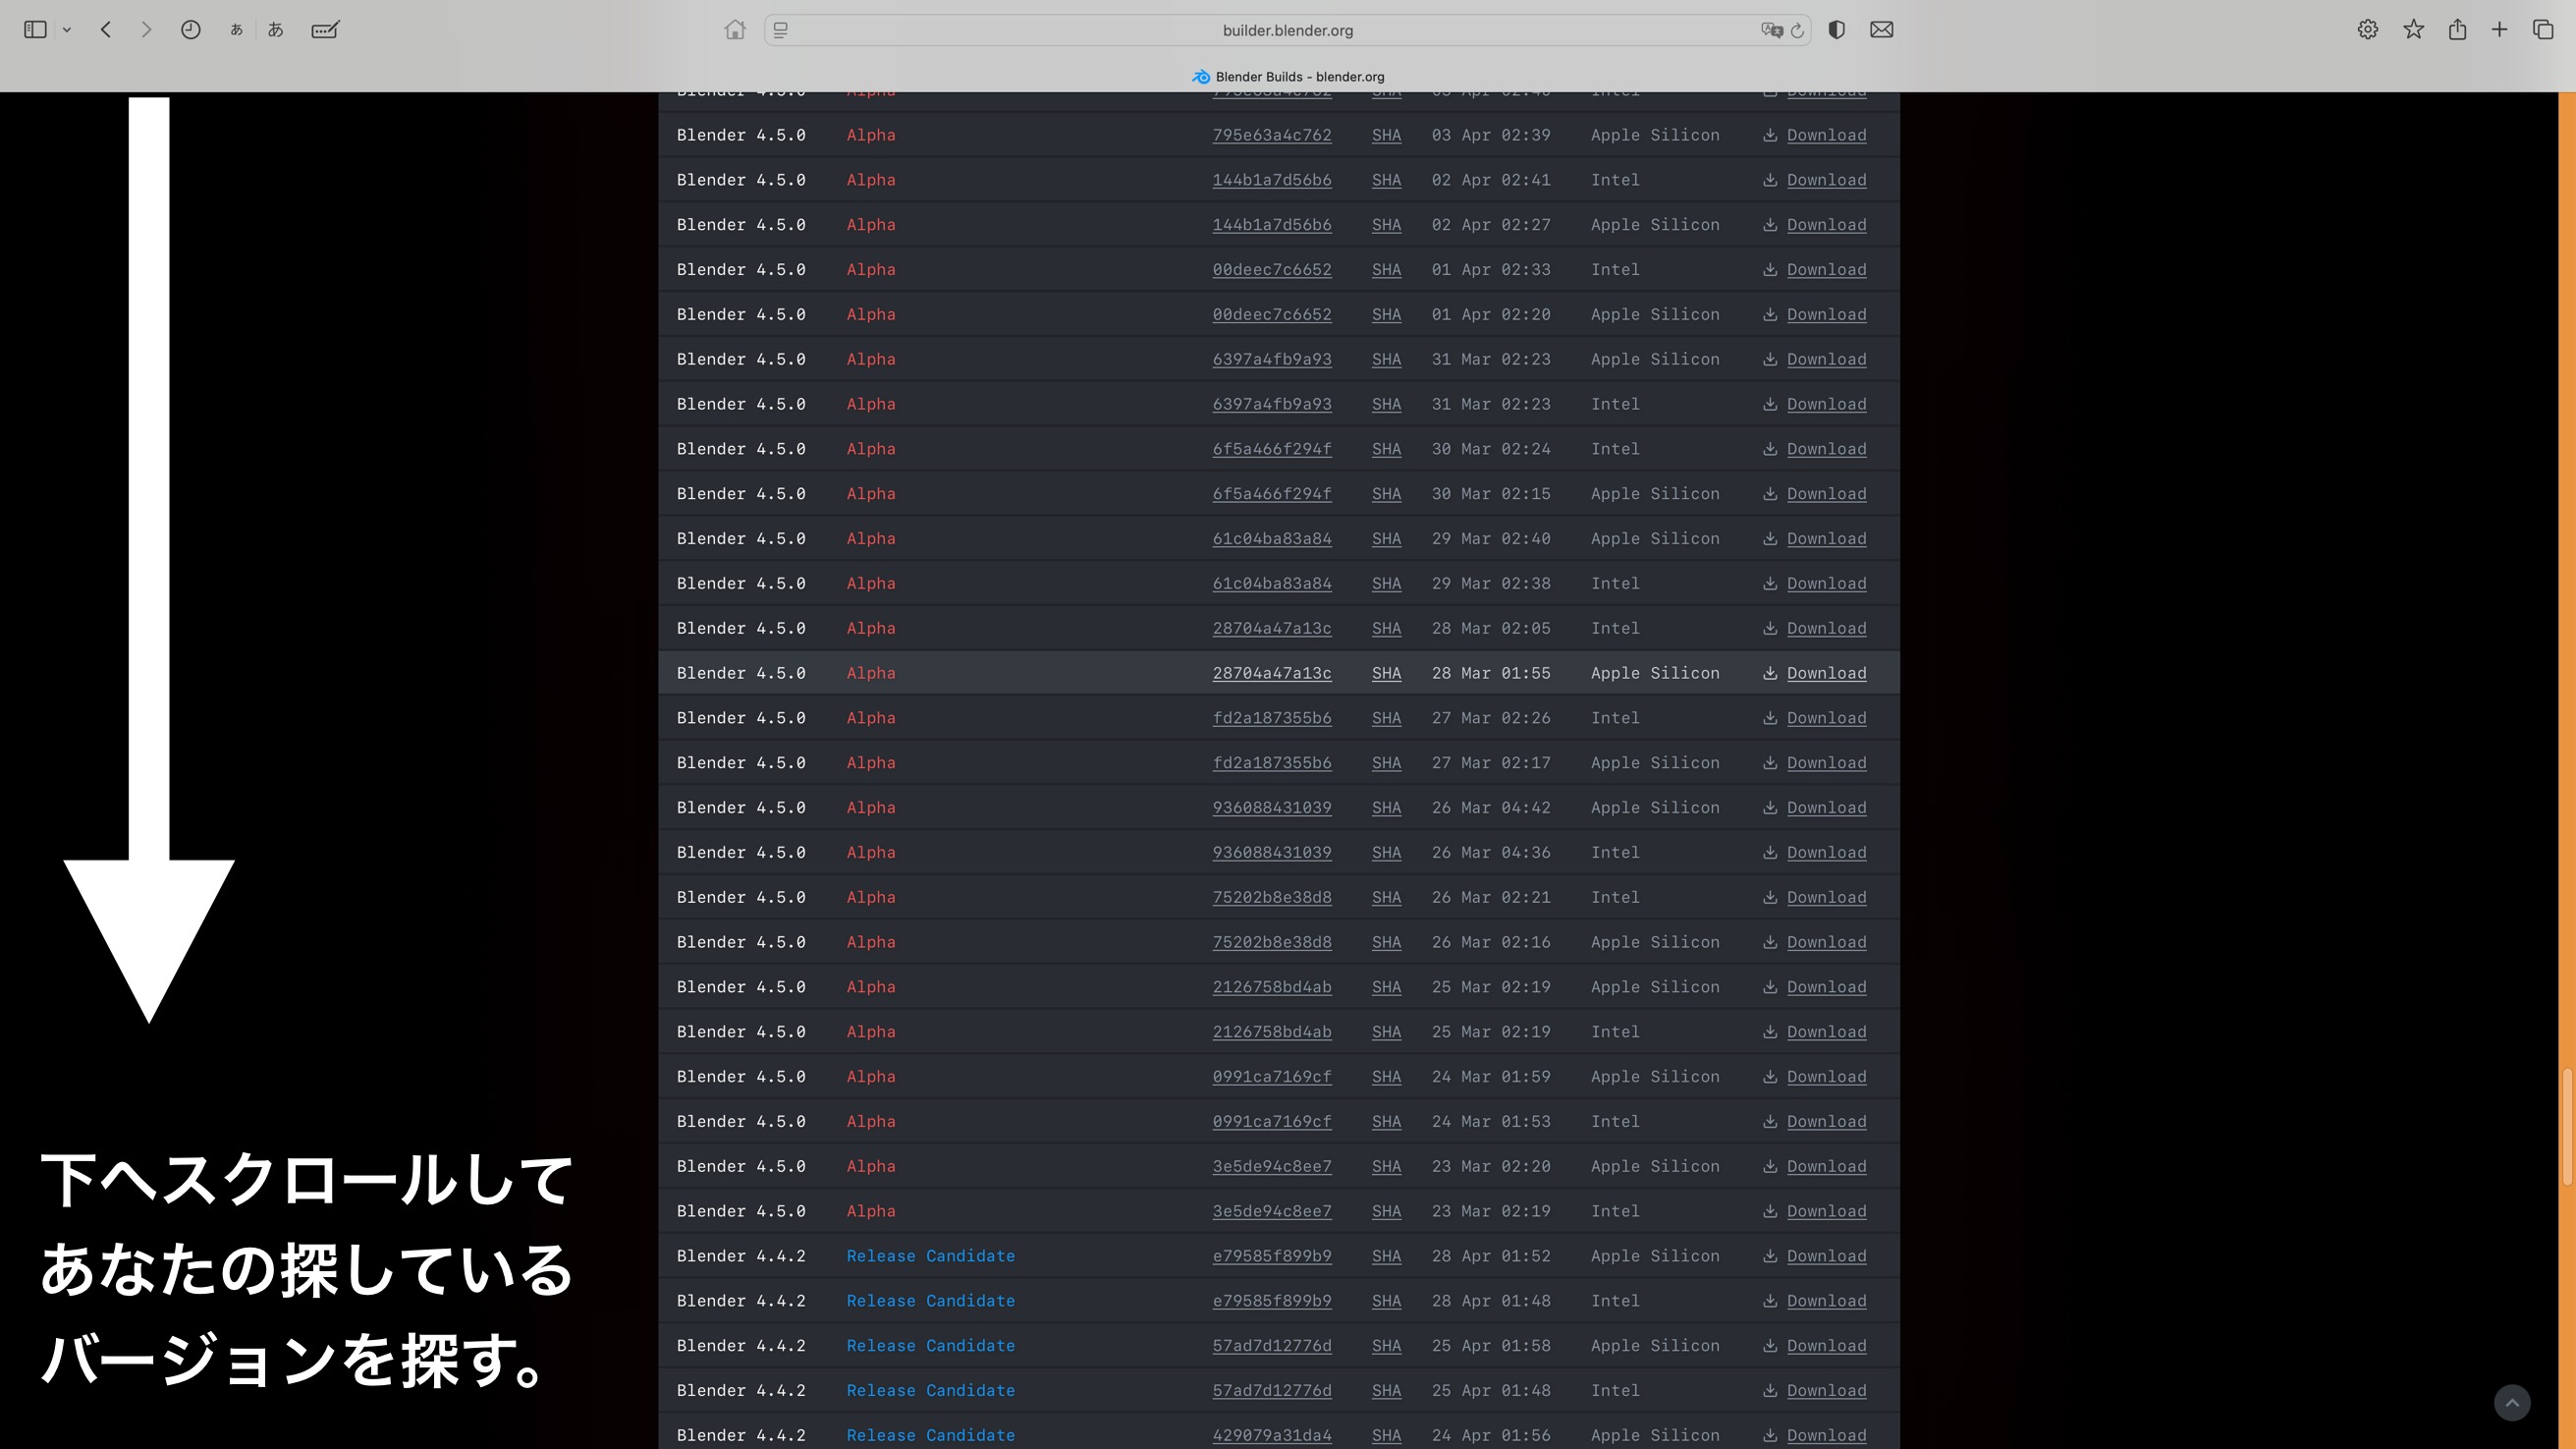 あ あ
builder.blender.org
Blender Builds - blender.org
Blender 4.5.0 Alpha 795e63a4c762 SHA 03 Apr 02:39 Apple Silicon Download
Blender 4.5.0 Alpha 144b1a7d56b6 SHA 02 Apr 02:41 Intel Download
Blender 4.5.0 Alpha 144b1a7d56b6 SHA 02 Apr 02:27 Apple Silicon Download
Blender 4.5.0 Alpha 00deec7c6652 SHA 01 Apr 02:33 Intel Download
Blender 4.5.0 Alpha 00deec7c6652 SHA 01 Apr 02:20 Apple Silicon Download
Blender 4.5.0 Alpha 6397a4fb9a93 SHA 31 Mar 02:23 Apple Silicon Download
Blender 4.5.0 Alpha 6397a4fb9a93 SHA 31 Mar 02:23 Intel Download
Blender 4.5.0 Alpha 6f5a466f294f SHA 30 Mar 02:24 Intel Download
Blender 4.5.0 Alpha 6f5a466f294f SHA 30 Mar 02:15 Apple Silicon Download
Blender 4.5.0 Alpha 61c04ba83a84 SHA 29 Mar 02:40 Apple Silicon Download
Blender 4.5.0 Alpha 61c04ba83a84 SHA 29 Mar 02:38 Intel Download
Blender 4.5.0 Alpha 28704a47a13c SHA 28 Mar 02:05 Intel Download
Blender 4.5.0 Alpha 28704a47a13c SHA 28 Mar 01:55 Apple Silicon Download
Blender 4.5.0 Alpha fd2a187355b6 SHA 27 Mar 02:26 Intel Download
Blender 4.5.0 Alpha fd2a187355b6 SHA 27 Mar 02:17 Apple Silicon Download
Blender 4.5.0 Alpha 936088431039 SHA 26 Mar 04:42 Apple Silicon Download
Blender 4.5.0 Alpha 936088431039 SHA 26 Mar 04:36 Intel Download
Blender 4.5.0 Alpha 75202b8e38d8 SHA 26 Mar 02:21 Intel Download
Blender 4.5.0 Alpha 75202b8e38d8 SHA 26 Mar 02:16 Apple Silicon Download
Blender 4.5.0 Alpha 2126758bd4ab SHA 25 Mar 02:19 Apple Silicon Download
Blender 4.5.0 Alpha 2126758bd4ab SHA 25 Mar 02:19 Intel Download
Blender 4.5.0 Alpha 0991ca7169cf SHA 24 Mar 01:59 Apple Silicon Download
Blender 4.5.0 Alpha 0991ca7169cf SHA 24 Mar 01:53 Intel Download
Blender 4.5.0 Alpha 3e5de94c8ee7 SHA 23 Mar 02:20 Apple Silicon Download
Blender 4.5.0 Alpha 3e5de94c8ee7 SHA 23 Mar 02:19 Intel Download
Blender 4.4.2 Release Candidate e79585f899b9 SHA 28 Apr 01:52 Apple Silicon Download
Blender 4.4.2 Release Candidate e79585f899b9 SHA 28 Apr 01:48 Intel Download
Blender 4.4.2 Release Candidate 57ad7d12776d SHA 25 Apr 01:58 Apple Silicon Download
Blender 4.4.2 Release Candidate 57ad7d12776d SHA 25 Apr 01:48 Intel Download
Blender 4.4.2 Release Candidate 429079a31da4 SHA 24 Apr 01:56 Apple Silicon Download
下へスクロールして
あなたの探している
バージョンを探す。